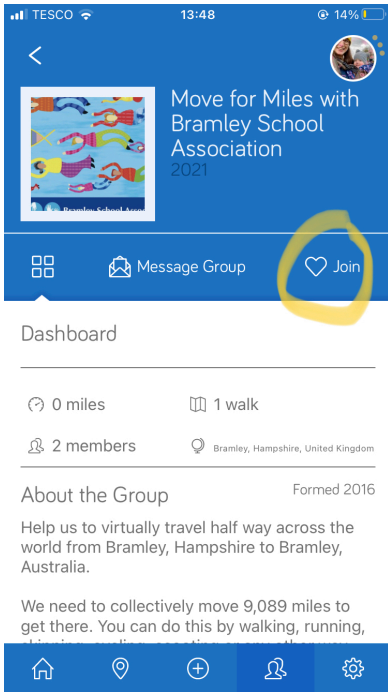 TESCO 13:48 14%
Move for Miles with
Bramley School
Association
2021
Bramley School Assoc
Message Group Join
Dashboard
0 miles 1 walk
2 members Bramley, Hampshire, United Kingdom
About the Group Formed 2016
Help us to virtually travel half way across the
world from Bramley, Hampshire to Bramley,
Australia.
We need to collectively move 9,089 miles to
get there. You can do this by walking, running,